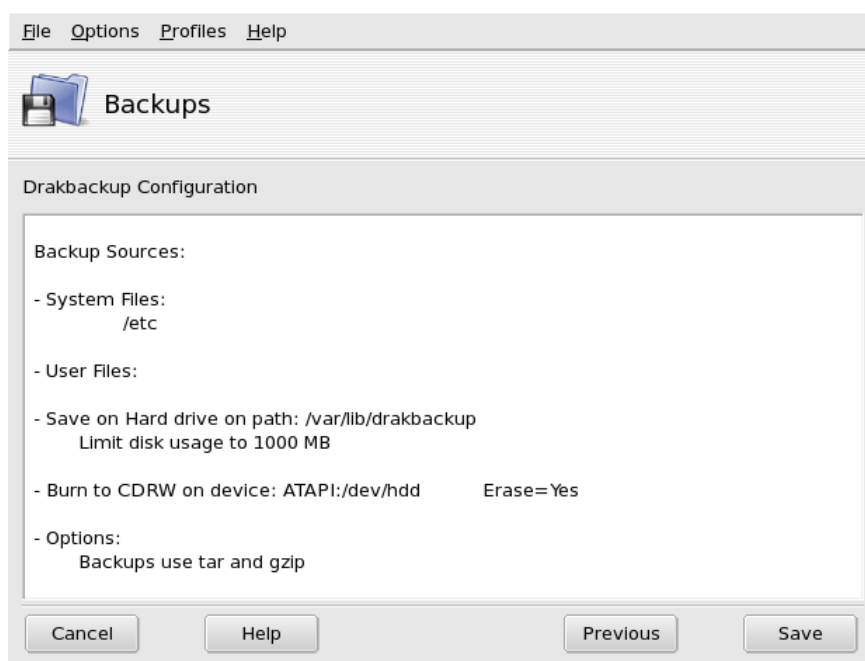 File Options Profiles Help
Backups
Drakbackup Configuration
Backup Sources:
- System Files:
/etc
- User Files:
- Save on Hard drive on path: /var/lib/drakbackup
Limit disk usage to 1000 MB
- Burn to CDRW on device: ATAPI:/dev/hdd Erase=Yes
- Options:
Backups use tar and gzip
Cancel Help Previous Save